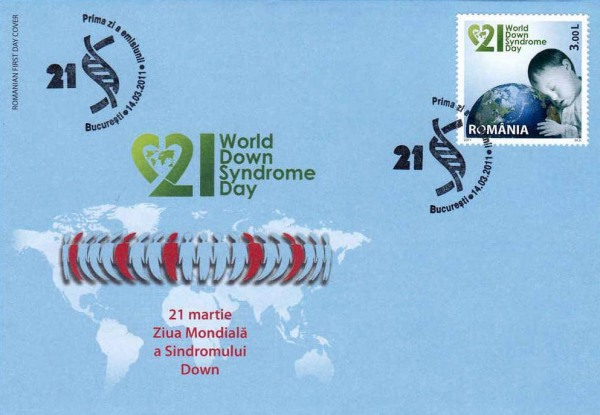 ROMANIAN FIRST DAY COVER
Prima zi a emisiunii
21
București • 14.03.2011
21 World
Down
Syndrome
Day
3.00 L
ROMÂNIA
Prima zi a emisiunii
21
București • 14.03.2011
21 World
Down
Syndrome
Day
21 martie
Ziua Mondială
a Sindromului
Down